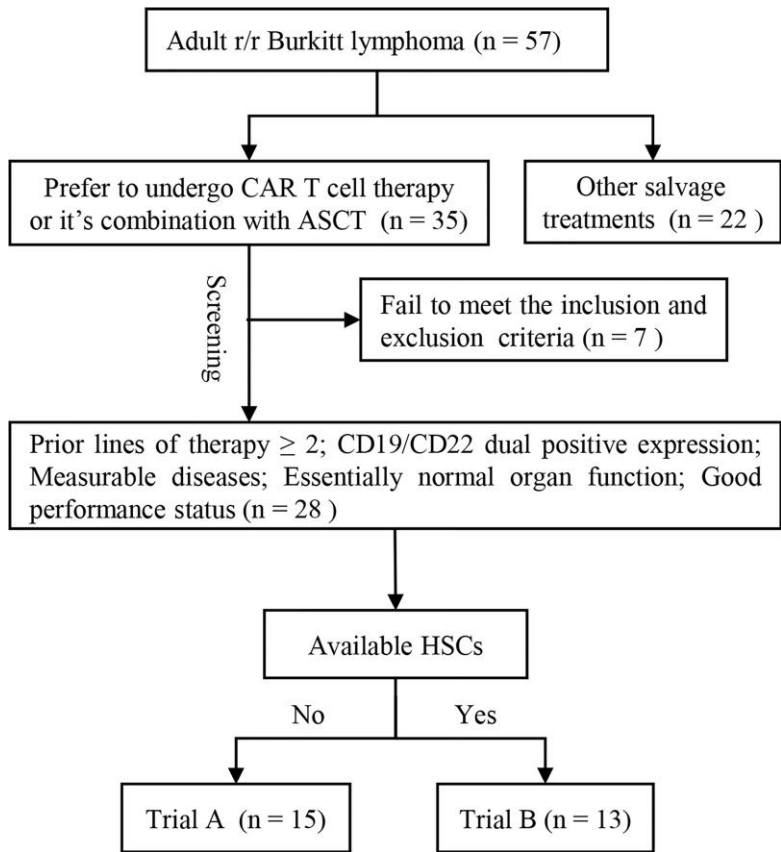 Adult r/r Burkitt lymphoma (n = 57)
Prefer to undergo CAR T cell therapy
or it’s combination with ASCT (n = 35)
Other salvage
treatments (n = 22 )
Screening
Fail to meet the inclusion and
exclusion criteria (n = 7 )
Prior lines of therapy ≥ 2; CD19/CD22 dual positive expression;
Measurable diseases; Essentially normal organ function; Good
performance status (n = 28 )
Available HSCs
No
Yes
Trial A (n = 15)
Trial B (n = 13)